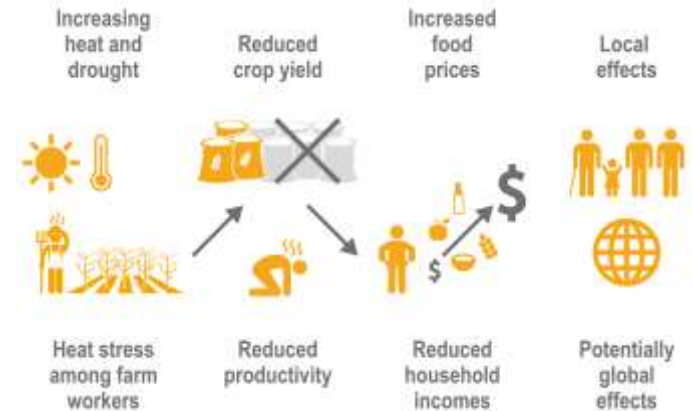 Increasing
heat and
drought
Reduced
crop yield
Increased
food
prices
Local
effects
$
$
Heat stress
among farm
workers
Reduced
productivity
Reduced
household
incomes
Potentially
global
effects